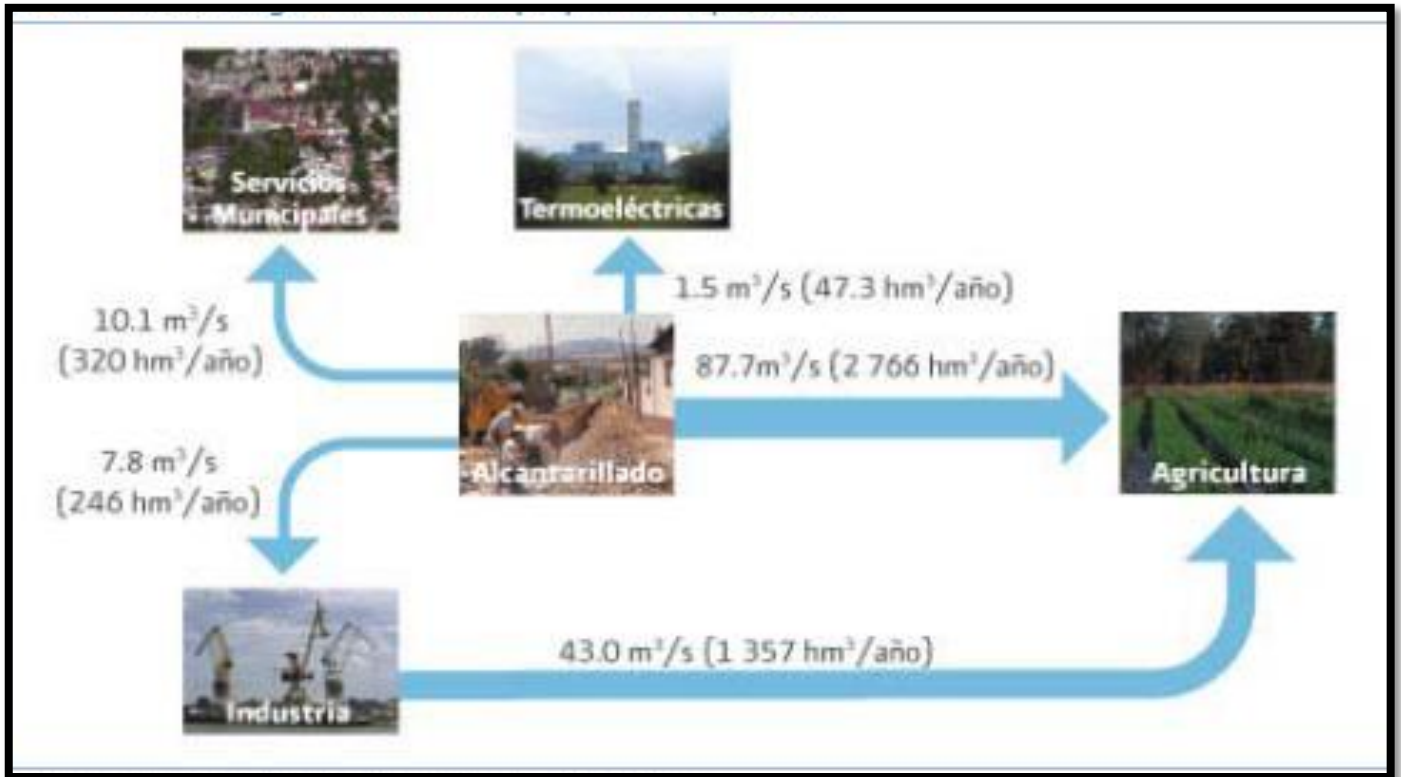 Servicios
Municipales
Termoeléctricas
1.5 m³/s (47.3 hm³/año)
10.1 m³/s
(320 hm³/año)
87.7m³/s (2 766 hm³/año)
7.8 m³/s
(246 hm³/año)
Alcantarillado
Agricultura
43.0 m³/s (1 357 hm³/año)
Industria